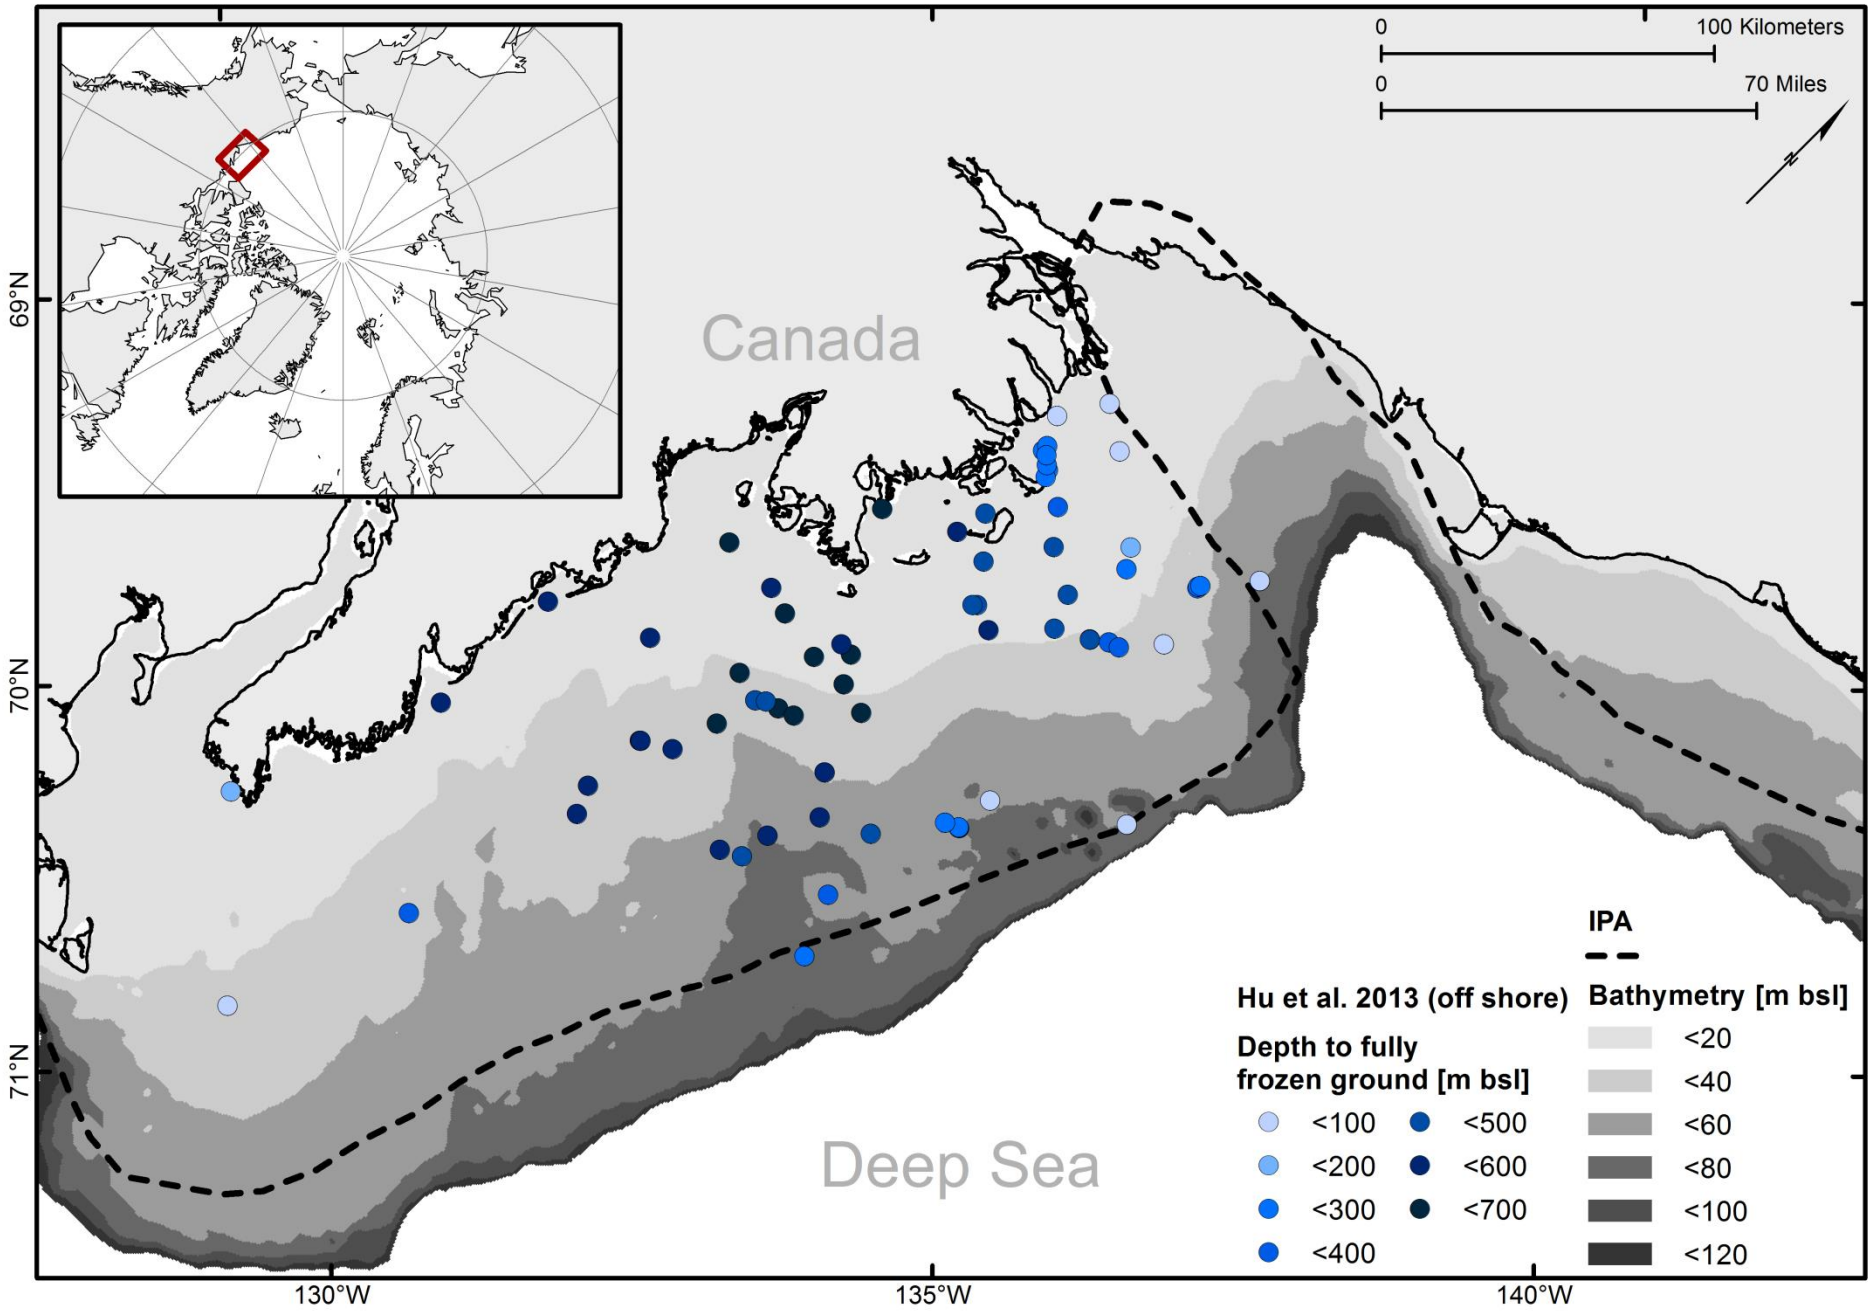 0 100 Kilometers
0 70 Miles
N
69°N
Canada
70°N
71°N
Deep Sea
IPA
Hu et al. 2013 (off shore)
Depth to fully
frozen ground [m bsl]
<100 <500
<200 <600
<300 <700
<400
Bathymetry [m bsl]
<20
<40
<60
<80
<100
<120
130°W 135°W 140°W